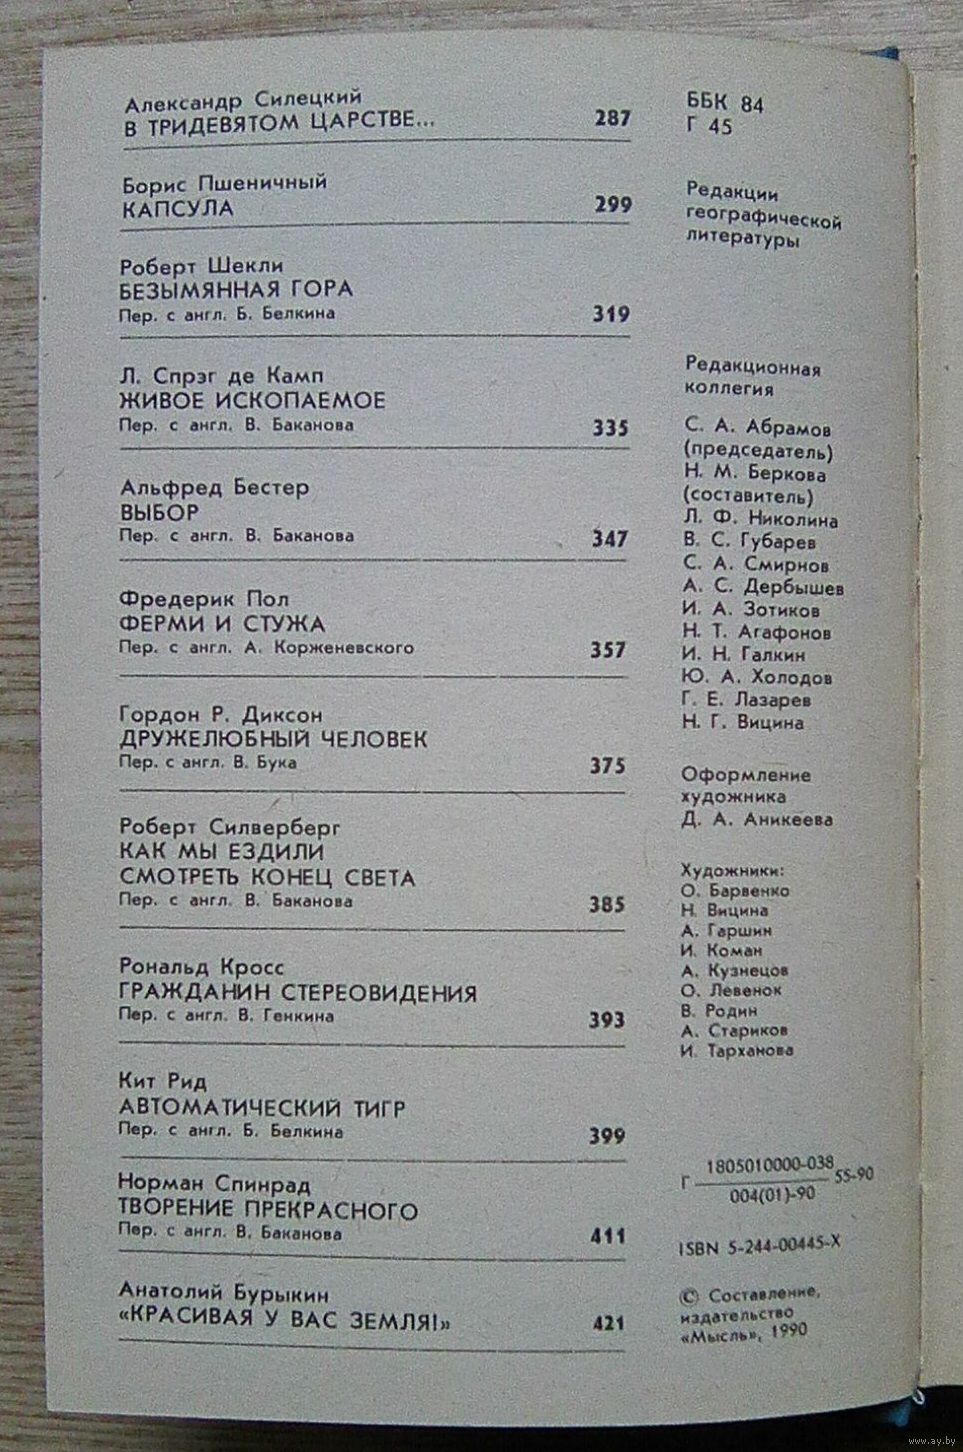 Александр Силецкий
В ТРИДЕВЯТОМ ЦАРСТВЕ... 287
Борис Пшеничный
КАПСУЛА 299
Роберт Шекли
БЕЗЫМЯННАЯ ГОРА
Пер. с англ. Б. Белкина 319
Л. Спрэг де Камп
ЖИВОЕ ИСКОПАЕМОЕ
Пер. с англ. В. Баканова 335
Альфред Бестер
ВЫБОР
Пер. с англ. В. Баканова 347
Фредерик Пол
ФЕРМИ И СТУЖА
Пер. с англ. А. Корженевского 357
Гордон Р. Диксон
ДРУЖЕЛЮБНЫЙ ЧЕЛОВЕК
Пер. с англ. В. Бука 375
Роберт Силверберг
КАК МЫ ЕЗДИЛИ
СМОТРЕТЬ КОНЕЦ СВЕТА
Пер. с англ. В. Баканова 385
Рональд Кросс
ГРАЖДАНИН СТЕРЕОВИДЕНИЯ
Пер. с англ. В. Генкина 393
Кит Рид
АВТОМАТИЧЕСКИЙ ТИГР
Пер. с англ. Б. Белкина 399
Норман Спинрад
ТВОРЕНИЕ ПРЕКРАСНОГО
Пер. с англ. В. Баканова 411
Анатолий Бурыкин
«КРАСИВАЯ У ВАС ЗЕМЛЯ!» 421
ББК 84
Г 45
Редакции
географической
литературы
Редакционная
коллегия
С. А. Абрамов
(председатель)
Н. М. Беркова
(составитель)
Л. Ф. Николина
В. С. Губарев
С. А. Смирнов
А. С. Дербышев
И. А. Зотиков
Н. Т. Агафонов
И. Н. Галкин
Ю. А. Холодов
Г. Е. Лазарев
Н. Г. Вицина
Оформление
художника
Д. А. Аникеева
Художники:
О. Барвенко
Н. Вицина
А. Гаршин
И. Коман
А. Кузнецов
О. Левенок
В. Родин
А. Стариков
И. Тарханова
Г 1805010000-038 55-90
004(01)-90
ISBN 5-244-00445-X
© Составление,
издательство
«Мысль», 1990
www.ay.by